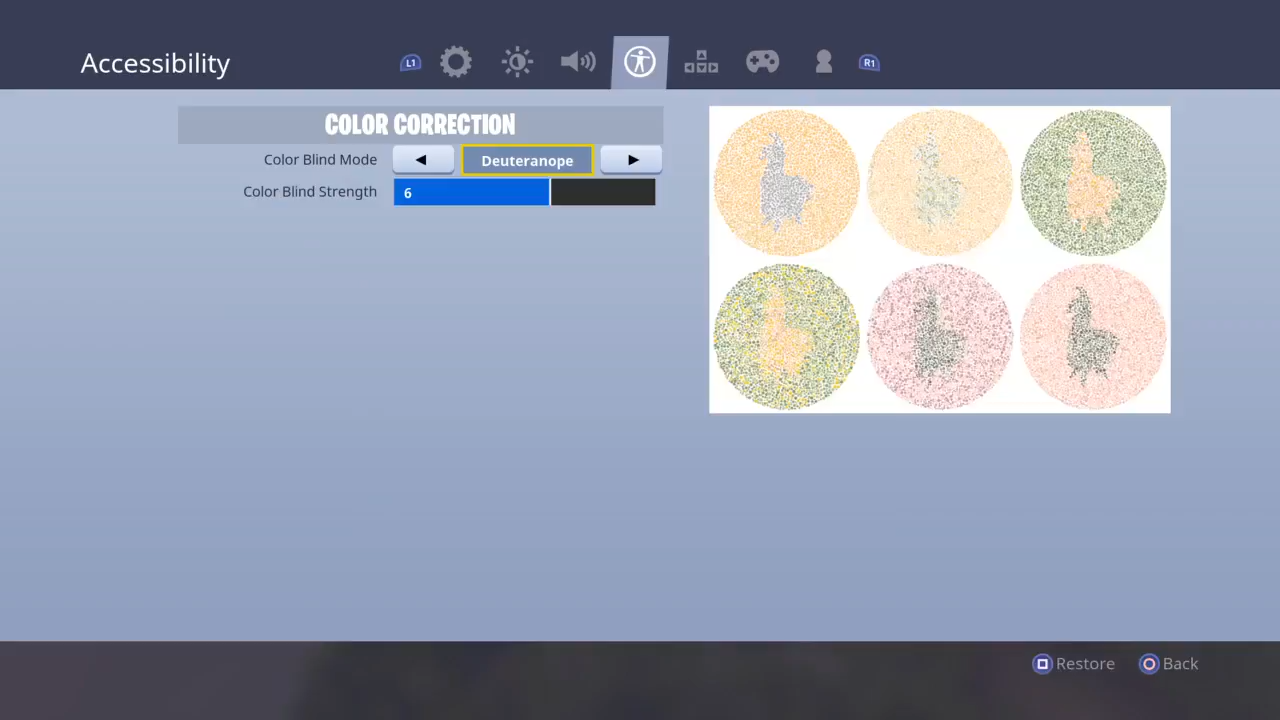 Accessibility
L1
R1
COLOR CORRECTION
Color Blind Mode
Deuteranope
Color Blind Strength
6
Restore
Back